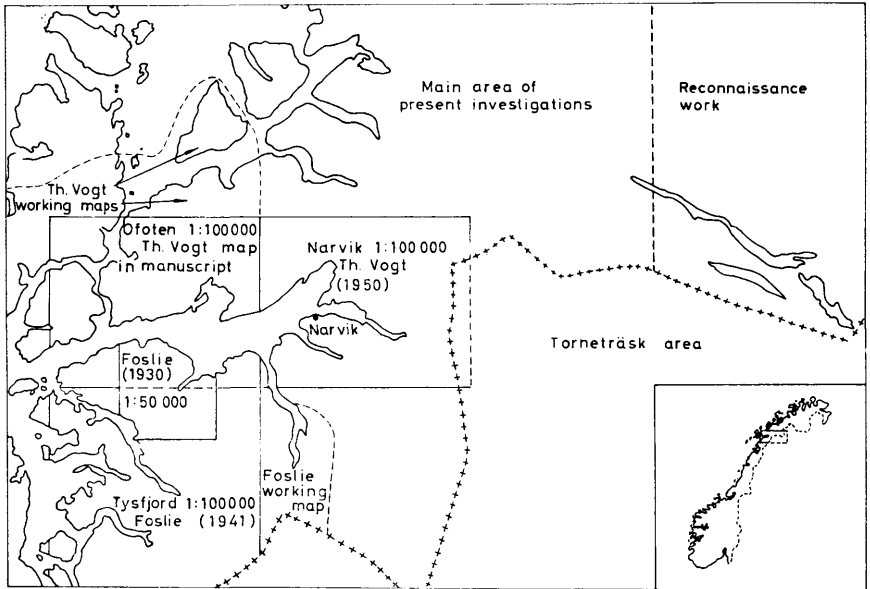 Main area of
present investigations
Reconnaissance
work
Th. Vogt
working maps
Ofoten 1:100000
Th. Vogt map
in manuscript
Narvik 1:100 000
Th. Vogt
(1950)
Narvik
Torneträsk area
Foslie
(1930)
1:50 000
Foslie
working
map
Tysfjord 1:100000
Foslie (1941)